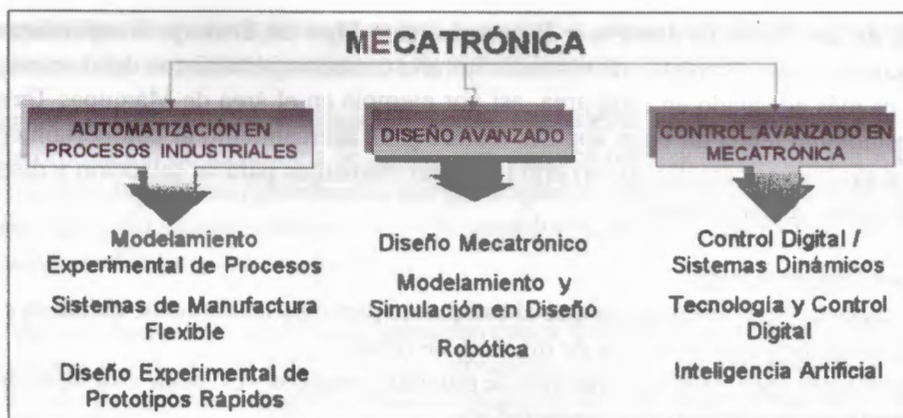 MECATRÓNICA
AUTOMATIZACIÓN EN
PROCESOS INDUSTRIALES
Modelamiento
Experimental de Procesos
Sistemas de Manufactura
Flexible
Diseño Experimental de
Prototipos Rápidos
DISEÑO AVANZADO
Diseño Mecatrónico
Modelamiento y
Simulación en Diseño
Robótica
CONTROL AVANZADO EN
MECATRÓNICA
Control Digital /
Sistemas Dinámicos
Tecnología y Control
Digital
Inteligencia Artificial